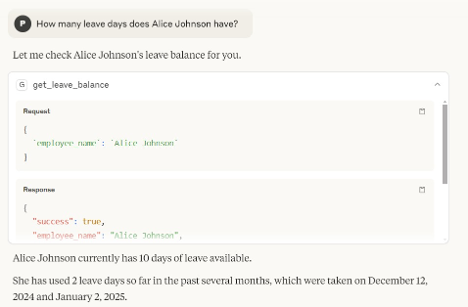 P How many leave days does Alice Johnson have?
Let me check Alice Johnson's leave balance for you.
G get_leave_balance
Request
{
`employee_name`: `Alice Johnson`
}
Response
{
"success": true,
"employee_name": "Alice Johnson",
Alice Johnson currently has 10 days of leave available.
She has used 2 leave days so far in the past several months, which were taken on December 12,
2024 and January 2, 2025.